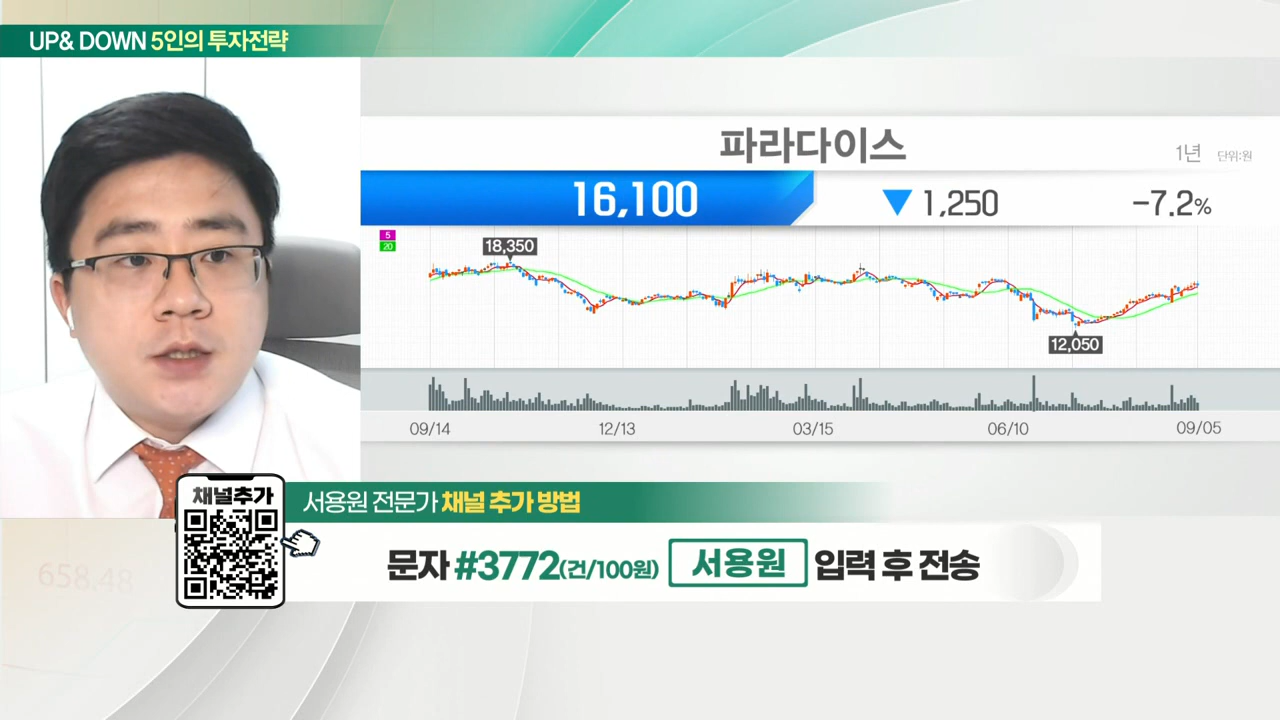 UP& DOWN 5인의 투자전략
파라다이스
1년 단위:원
16,100 ▼ 1,250 -7.2%
5
20
18,350
12,050
09/14 12/13 03/15 06/10 09/05
채널추가
서용원 전문가 채널 추가 방법
문자 #3772(건/100원) 서용원 입력 후 전송
658.48